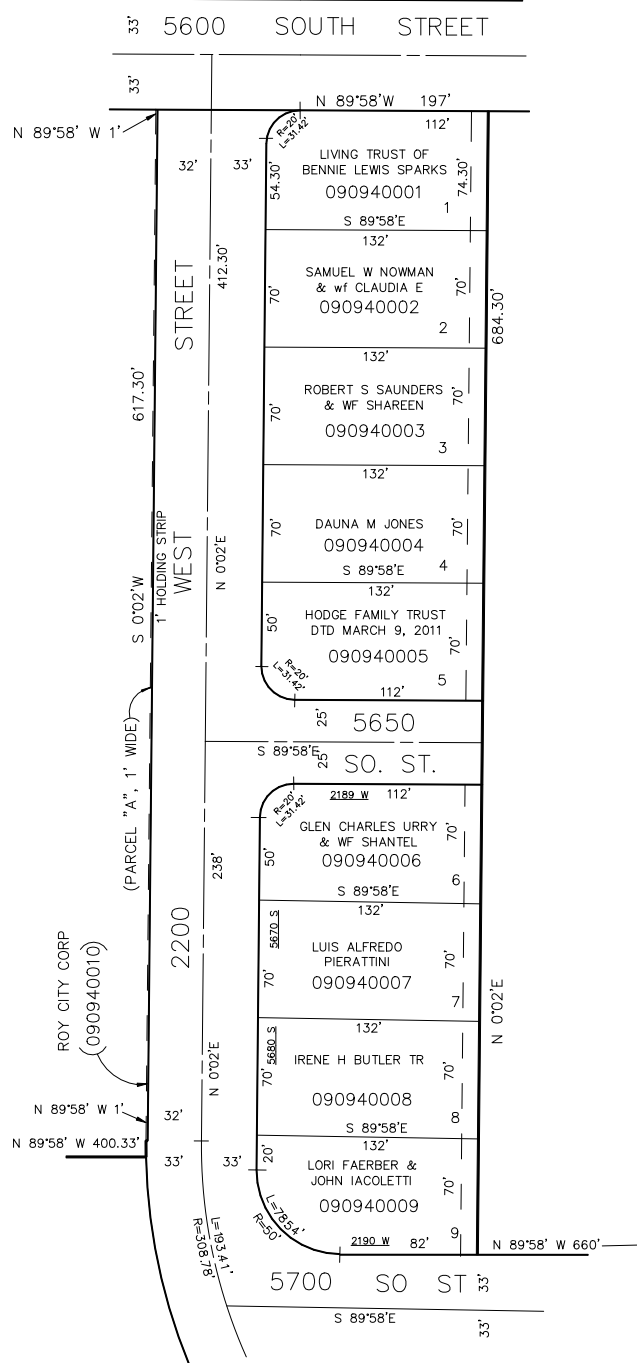 33'
5600 SOUTH STREET
33'
N 89°58'W 197'
N 89°58' W 1'
R=20'
L=31.42'
112'
32'
33'
54.30'
LIVING TRUST OF
BENNIE LEWIS SPARKS
090940001
74.30'
1
S 89°58'E
132'
412.30'
STREET
SAMUEL W NOWMAN
& wf CLAUDIA E
090940002
70'
70'
2
684.30'
132'
617.30'
ROBERT S SAUNDERS
& WF SHAREEN
090940003
70'
70'
3
132'
DAUNA M JONES
090940004
70'
70'
4
S 89°58'E
132'
1' HOLDING STRIP
WEST
N 0°02'E
S 0°02'W
HODGE FAMILY TRUST
DTD MARCH 9, 2011
090940005
50'
70'
5
R=20'
L=31.42'
112'
25'
5650
S 89°58'E
25'
SO. ST.
(PARCEL "A", 1' WIDE)
R=20'
L=31.42'
2189 W 112'
GLEN CHARLES URRY
& WF SHANTEL
090940006
50'
70'
6
238'
S 89°58'E
132'
2200
5670 S
LUIS ALFREDO
PIERATTINI
090940007
70'
70'
7
ROY CITY CORP
(090940010)
N 0°02'E
132'
5680 S
IRENE H BUTLER TR
090940008
70'
70'
8
N 0°02'E
S 89°58'E
132'
N 89°58' W 1'
32'
N 89°58' W 400.33'
33'
33'
20'
LORI FAERBER &
JOHN IACOLETTI
090940009
70'
9
L=78.54'
R=50'
2190 W 82'
N 89°58' W 660'
L=193.41'
R=308.78'
5700 SO ST
33'
S 89°58'E
33'